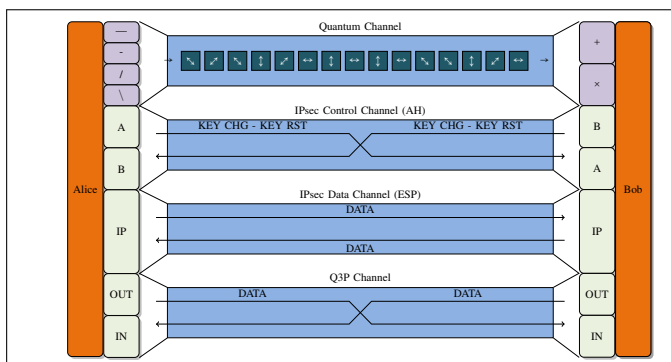 Quantum Channel
—
-
/
\
+
×
→ ⤡ ⤢ ⤡ ↕ ⤢ ↔ ↕ ↔ ↕ ↔ ⤡ ⤡ ↕ ⤢ ↔ →
IPsec Control Channel (AH)
KEY CHG - KEY RST KEY CHG - KEY RST
A
B
B
A
Alice
Bob
IPsec Data Channel (ESP)
DATA
IP
IP
DATA
Q3P Channel
DATA DATA
OUT
OUT
IN
IN